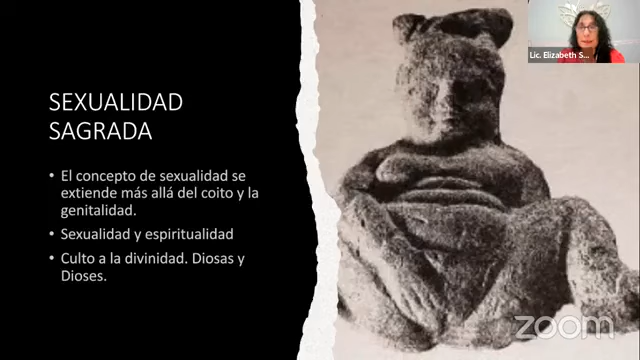 Lic. Elizabeth S...
SEXUALIDAD
SAGRADA
• El concepto de sexualidad se
extiende más allá del coito y la
genitalidad.
• Sexualidad y espiritualidad
• Culto a la divinidad. Diosas y
Dioses.
zoom